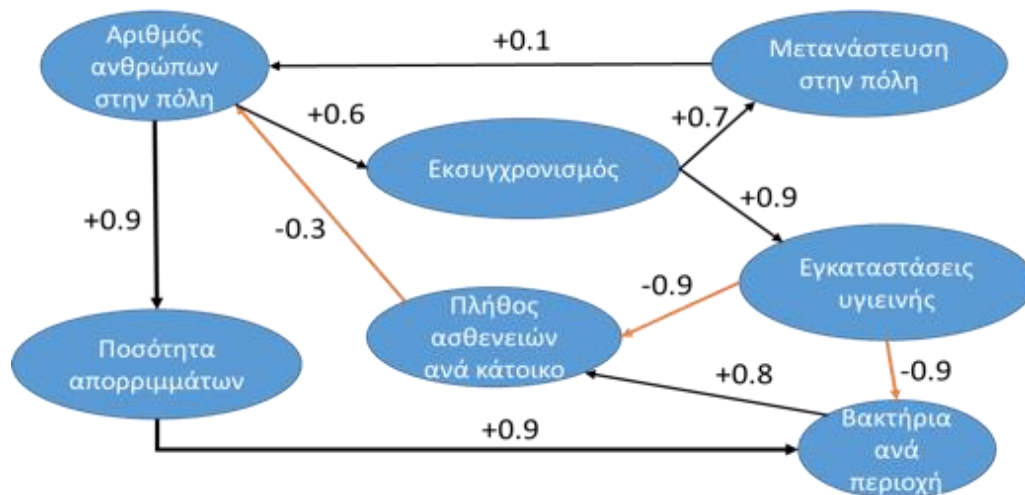 Αριθμός
ανθρώπων
στην πόλη
+0.1
Μετανάστευση
στην πόλη
+0.6
Εκσυγχρονισμός
+0.7
+0.9
-0.3
+0.9
Εγκαταστάσεις
υγιεινής
-0.9
Πλήθος
ασθενειών
ανά κάτοικο
Ποσότητα
απορριμμάτων
+0.8
-0.9
+0.9
Βακτήρια
ανά
περιοχή